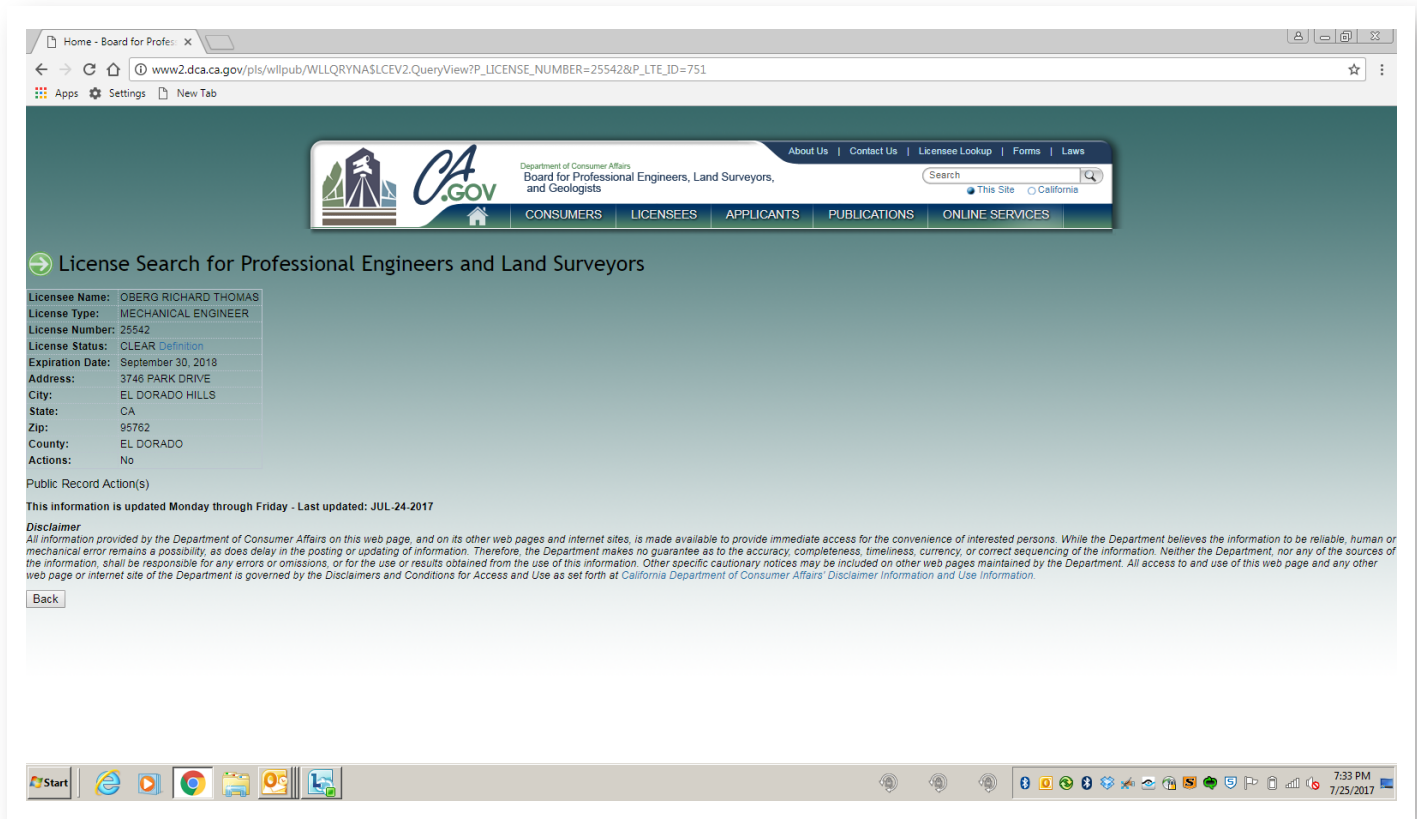 Home - Board for Profes
www2.dca.ca.gov/pls/wllpub/WLLQRYNA$LCEV2.QueryView?P_LICENSE_NUMBER=25542&P_LTE_ID=751
Apps Settings New Tab
About Us | Contact Us | Licensee Lookup | Forms | Laws
CA.GOV
Department of Consumer Affairs
Board for Professional Engineers, Land Surveyors,
and Geologists
Search
This Site California
CONSUMERS LICENSEES APPLICANTS PUBLICATIONS ONLINE SERVICES
License Search for Professional Engineers and Land Surveyors
Licensee Name: OBERG RICHARD THOMAS
License Type: MECHANICAL ENGINEER
License Number: 25542
License Status: CLEAR Definition
Expiration Date: September 30, 2018
Address: 3746 PARK DRIVE
City: EL DORADO HILLS
State: CA
Zip: 95762
County: EL DORADO
Actions: No
Public Record Action(s)
This information is updated Monday through Friday - Last updated: JUL-24-2017
Disclaimer
All information provided by the Department of Consumer Affairs on this web page, and on its other web pages and internet sites, is made available to provide immediate access for the convenience of interested persons. While the Department believes the information to be reliable, human or
mechanical error remains a possibility, as does delay in the posting or updating of information. Therefore, the Department makes no guarantee as to the accuracy, completeness, timeliness, currency, or correct sequencing of the information. Neither the Department, nor any of the sources of
the information, shall be responsible for any errors or omissions, or for the use or results obtained from the use of this information. Other specific cautionary notices may be included on other web pages maintained by the Department. All access to and use of this web page and any other
web page or internet site of the Department is governed by the Disclaimers and Conditions for Access and Use as set forth at California Department of Consumer Affairs' Disclaimer Information and Use Information.
Back
Start
7:33 PM
7/25/2017